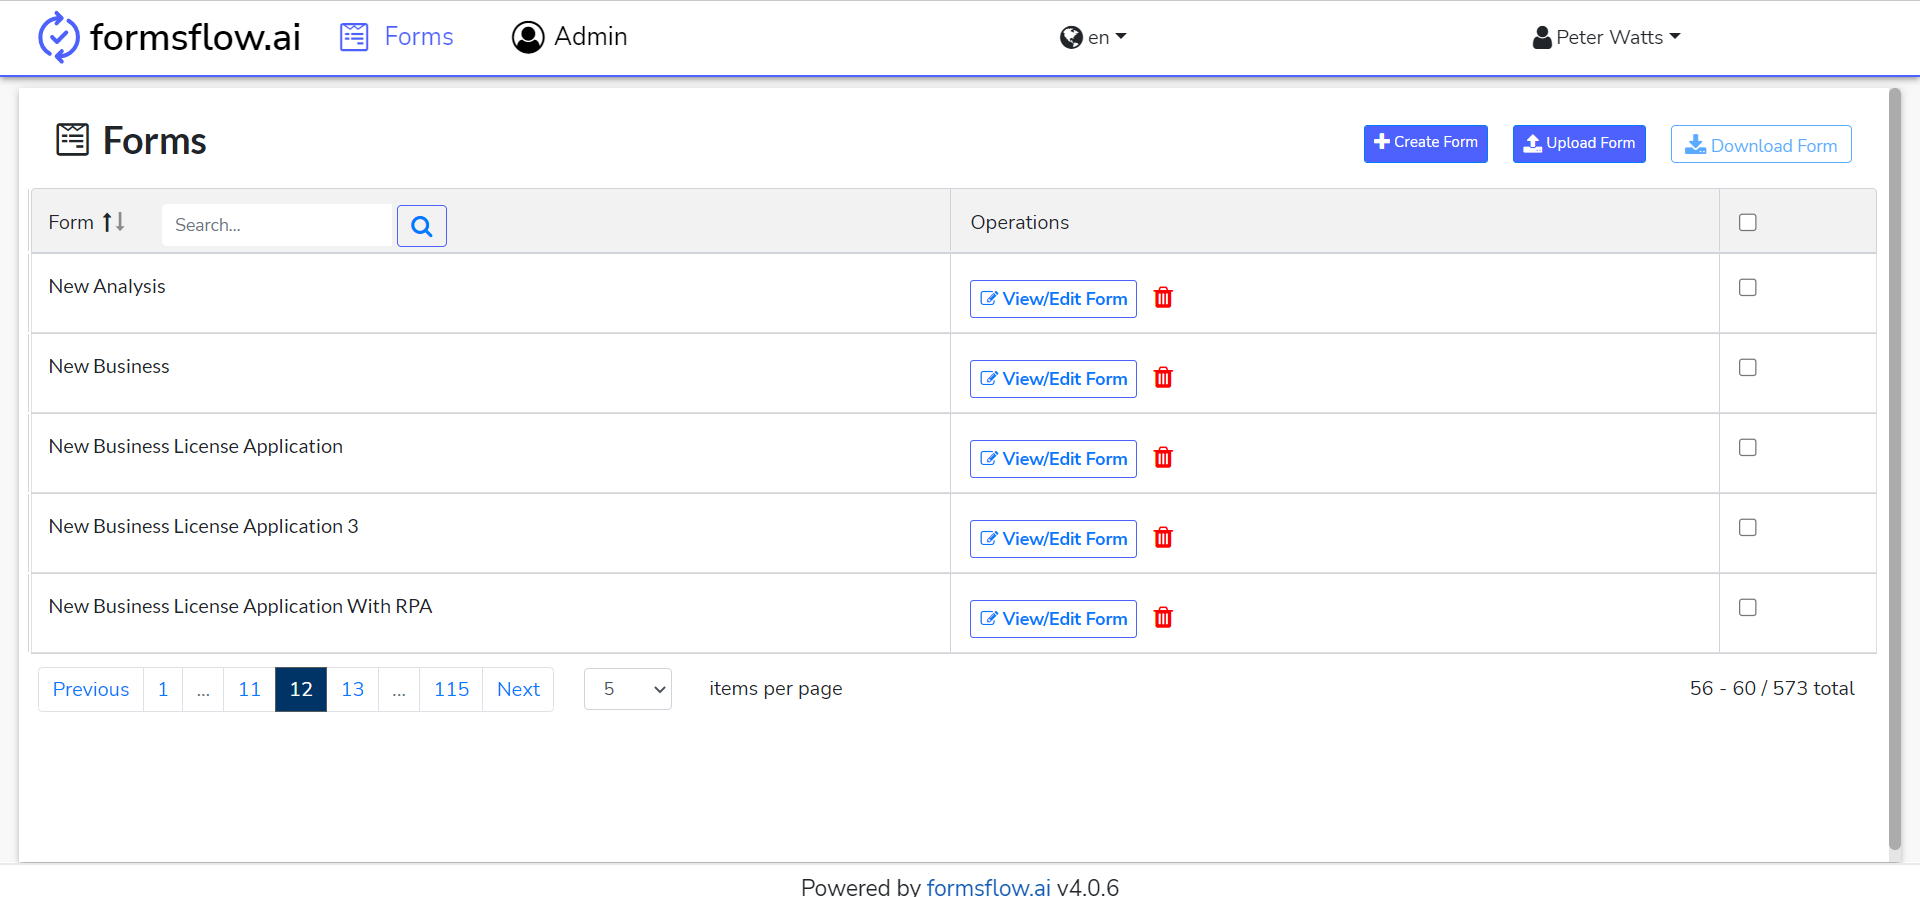 formsflow.ai Forms Admin en Peter Watts
Forms Create Form Upload Form Download Form
Form Search... Operations
New Analysis View/Edit Form
New Business View/Edit Form
New Business License Application View/Edit Form
New Business License Application 3 View/Edit Form
New Business License Application With RPA View/Edit Form
Previous 1 ... 11 12 13 ... 115 Next 5 items per page 56 - 60 / 573 total
Powered by formsflow.ai v4.0.6